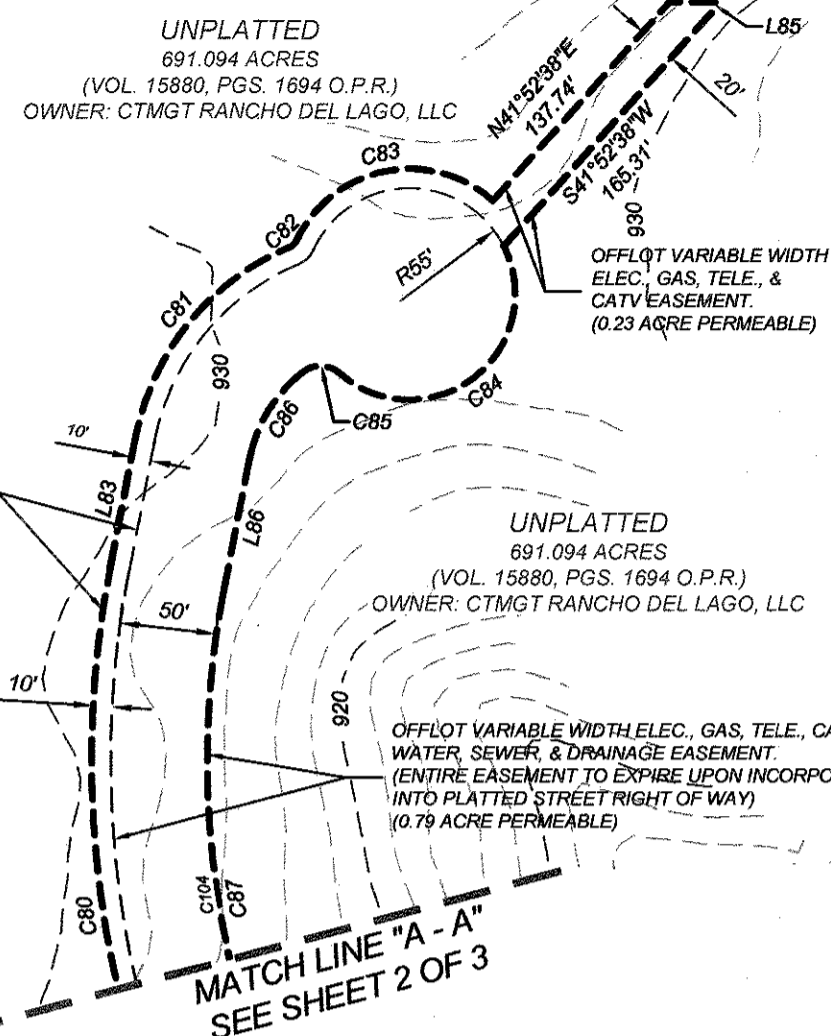 UNPLATTED
691.094 ACRES
(VOL. 15880, PGS. 1694 O.P.R.)
OWNER: CTMGT RANCHO DEL LAGO, LLC
L85
N41°52'38"E
137.74'
20'
S41°52'38"W
165.31'
930
C83
C82
C81
R55'
OFFLOT VARIABLE WIDTH
ELEC., GAS, TELE., &
CATV EASEMENT.
(0.23 ACRE PERMEABLE)
930
C84
C85
C86
10'
L83
L86
UNPLATTED
691.094 ACRES
(VOL. 15880, PGS. 1694 O.P.R.)
OWNER: CTMGT RANCHO DEL LAGO, LLC
50'
10'
920
OFFLOT VARIABLE WIDTH ELEC., GAS, TELE., CA
WATER, SEWER, & DRAINAGE EASEMENT.
(ENTIRE EASEMENT TO EXPIRE UPON INCORPO
INTO PLATTED STREET RIGHT OF WAY)
(0.79 ACRE PERMEABLE)
C80
C104
C87
MATCH LINE "A - A"
SEE SHEET 2 OF 3